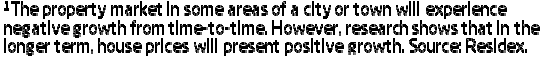 ¹The property market in some areas of a city or town will experience
negative growth from time-to-time. However, research shows that in the
longer term, house prices will present positive growth. Source: Residex.